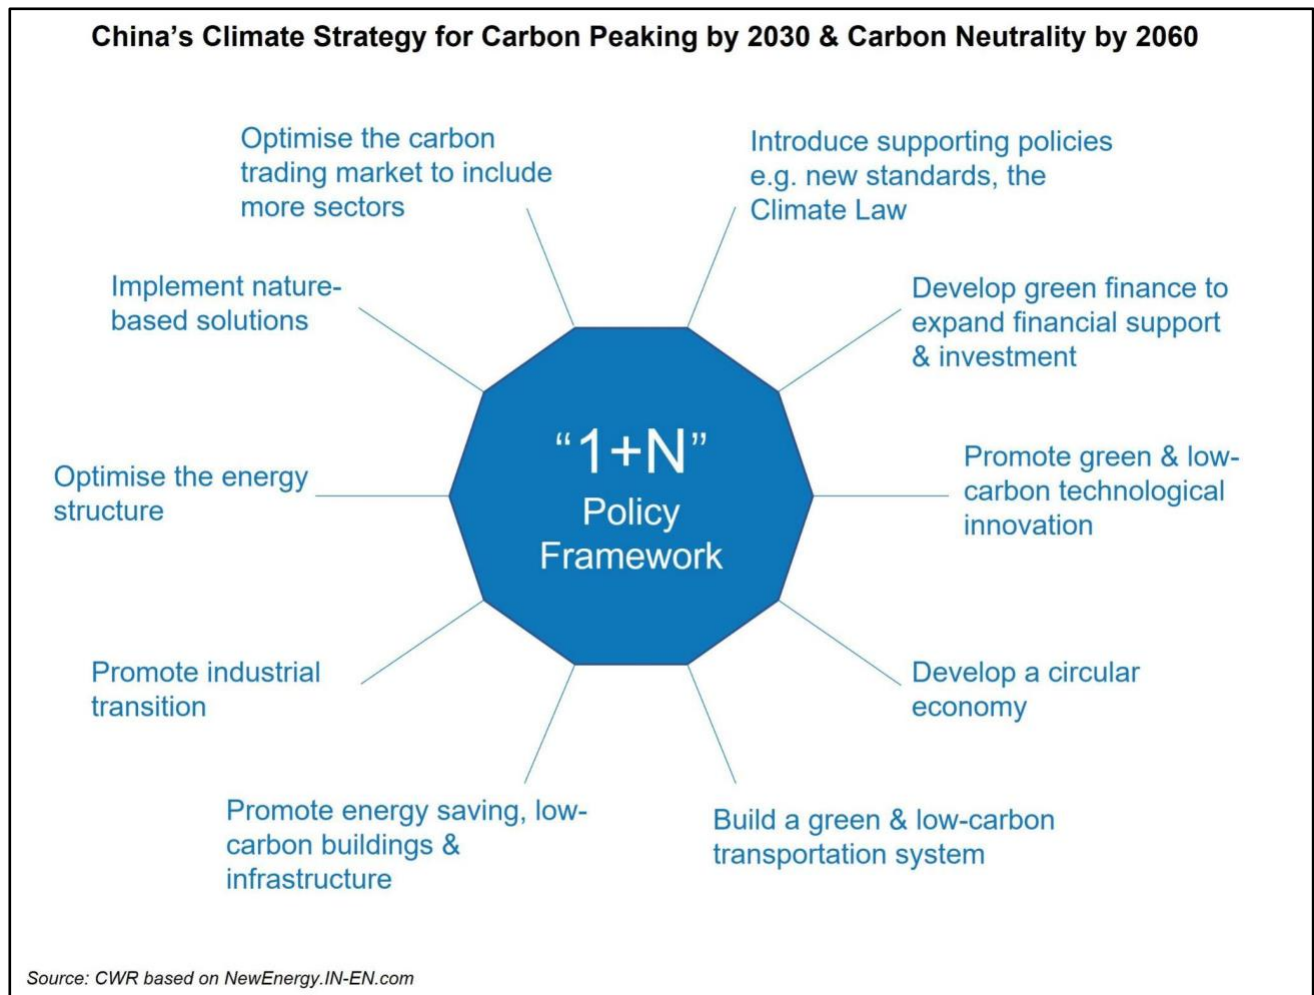 China’s Climate Strategy for Carbon Peaking by 2030 & Carbon Neutrality by 2060
Optimise the carbon
trading market to include
more sectors
Introduce supporting policies
e.g. new standards, the
Climate Law
Implement nature-
based solutions
Develop green finance to
expand financial support
& investment
Optimise the energy
structure
“1+N”
Policy
Framework
Promote green & low-
carbon technological
innovation
Promote industrial
transition
Develop a circular
economy
Promote energy saving, low-
carbon buildings &
infrastructure
Build a green & low-carbon
transportation system
Source: CWR based on NewEnergy.IN-EN.com